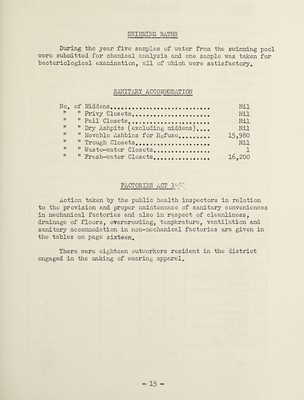 SWIMMING BATHS
During the year five samples of water from the swimming pool
were submitted for chemical analysis and one sample was taken for
bacteriological examination, all of which were satisfactory.
SANITARY ACCOMMODATION
No. of Middens......................... Nil
" " Privy Closets.................... Nil
" " Pail Closets..................... Nil
" " Dry Ashpits (excluding middens).... Nil
" " Movable Ashbins for Refuse........ 15,980
" " Trough Closets................... Nil
" " Waste-water Closets.............. 1
" " Fresh-water Closets.............. 16,200
FACTORIES ACT
Action taken by the public health inspectors in relation
to the provision and proper maintenance of sanitary conveniences
in mechanical factories and also in respect of cleanliness,
drainage of floors, overcrowding, temperature, ventilation and
sanitary accommodation in non-mechanical factories are given in
the tables on page sixteen.
There were eighteen outworkers resident in the district
engaged in the making of wearing apparel.
- 15 -